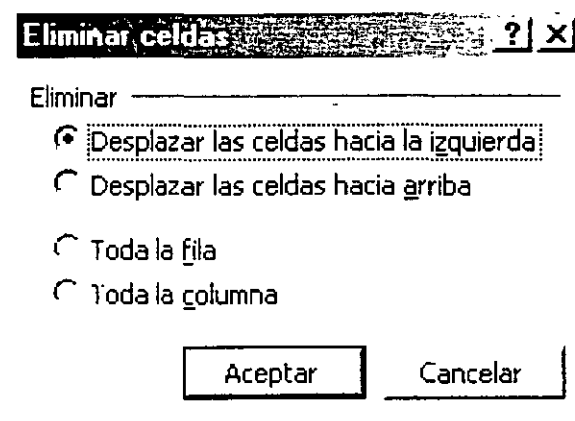 Eliminar celdas ? ×
Eliminar
Desplazar las celdas hacia la izquierda
Desplazar las celdas hacia arriba
Toda la fila
Toda la columna
Aceptar Cancelar